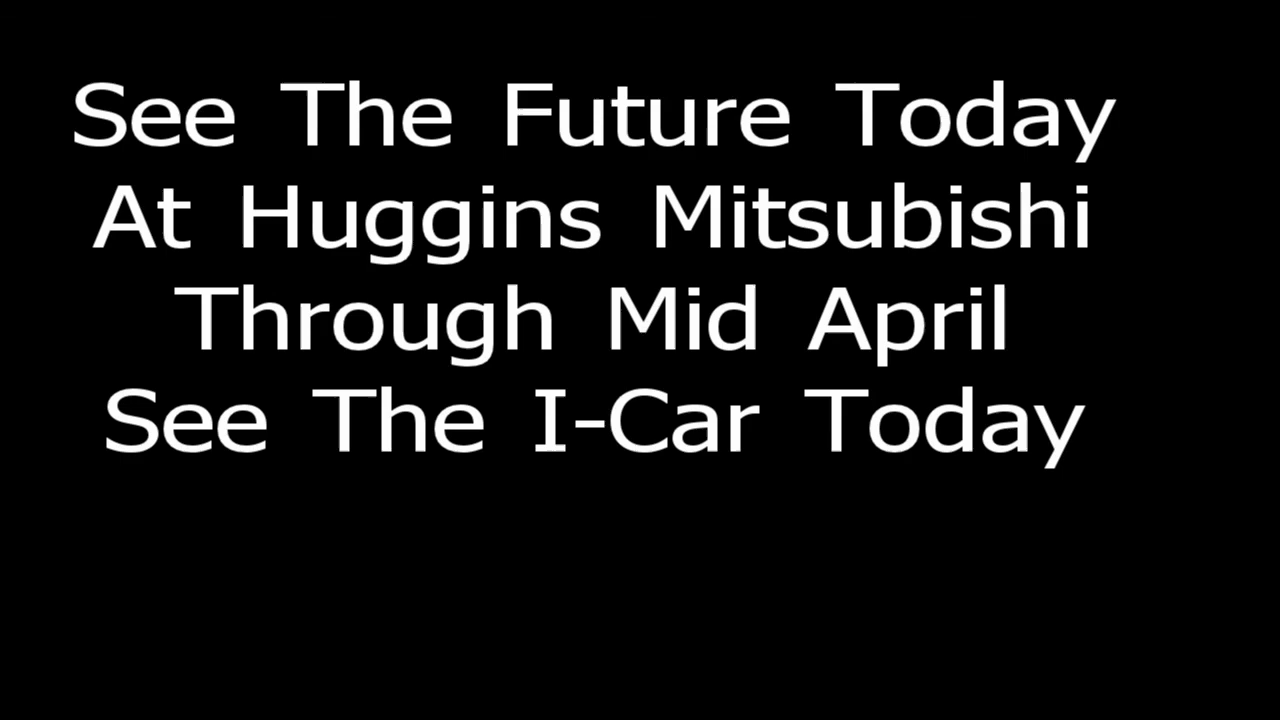 See The Future Today
At Huggins Mitsubishi
Through Mid April
See The I-Car Today